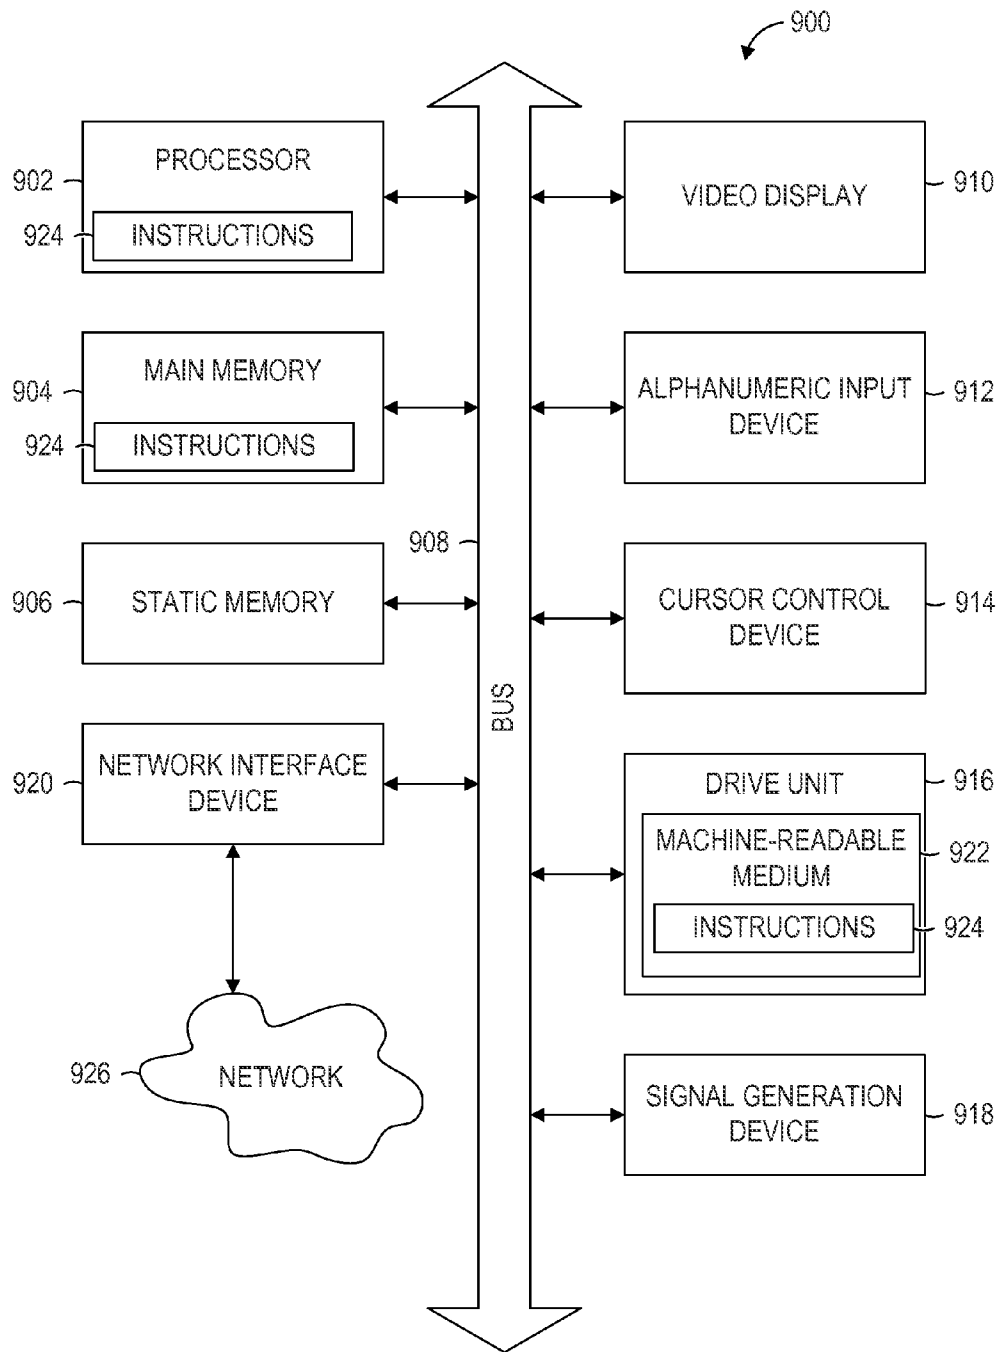 900
PROCESSOR
902
924
INSTRUCTIONS
VIDEO DISPLAY
910
MAIN MEMORY
904
924
INSTRUCTIONS
ALPHANUMERIC INPUT
DEVICE
912
908
STATIC MEMORY
906
CURSOR CONTROL
DEVICE
914
BUS
NETWORK INTERFACE
DEVICE
920
DRIVE UNIT
916
MACHINE-READABLE
MEDIUM
922
INSTRUCTIONS
924
NETWORK
926
SIGNAL GENERATION
DEVICE
918